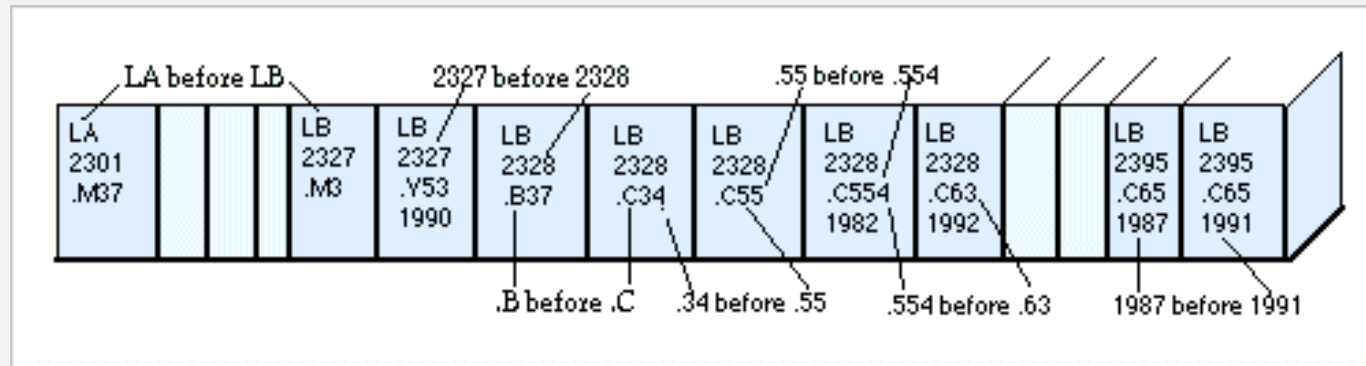 LA before LB
2327 before 2328
.55 before .554
LA
2301
.M37
LB
2327
.M3
LB
2327
.Y53
1990
LB
2328
.B37
LB
2328
.C34
LB
2328
.C55
LB
2328
.C554
1982
LB
2328
.C63
1992
LB
2395
.C65
1987
LB
2395
.C65
1991
.B before .C
.34 before .55
.554 before .63
1987 before 1991